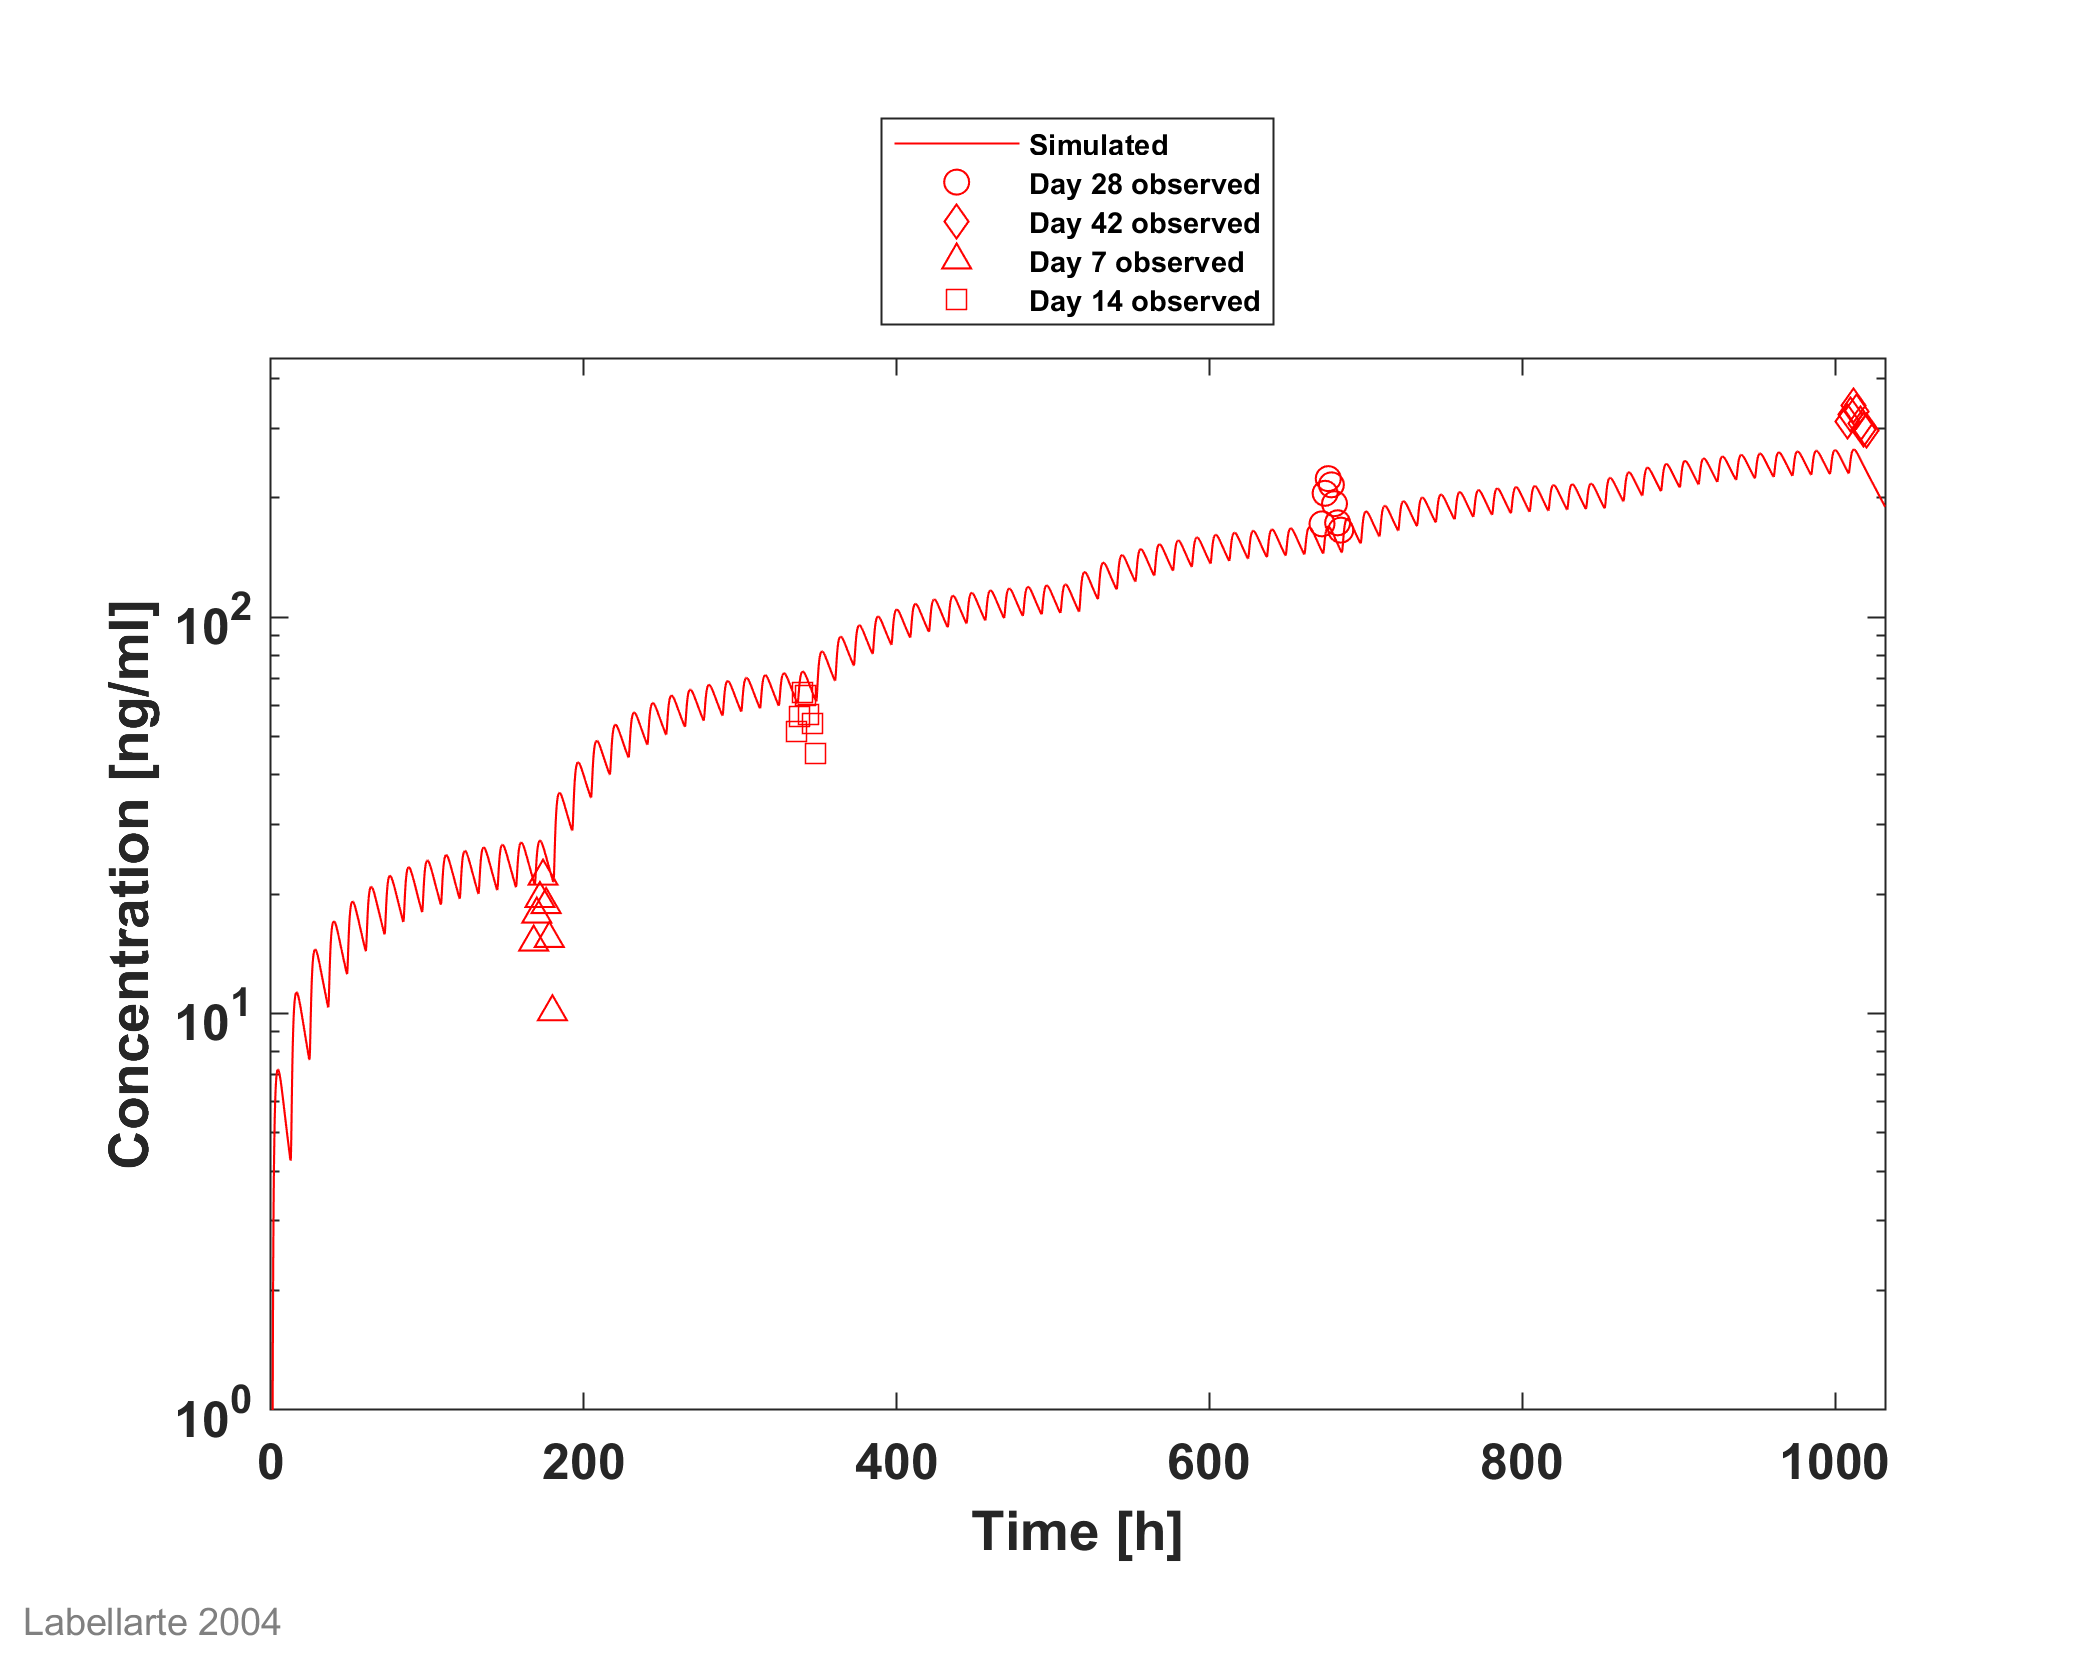 Simulated
Day 28 observed
Day 42 observed
Day 7 observed
Day 14 observed
Concentration [ng/ml]
10^2
10^1
10^0
0 200 400 600 800 1000
Time [h]
Labellarte 2004